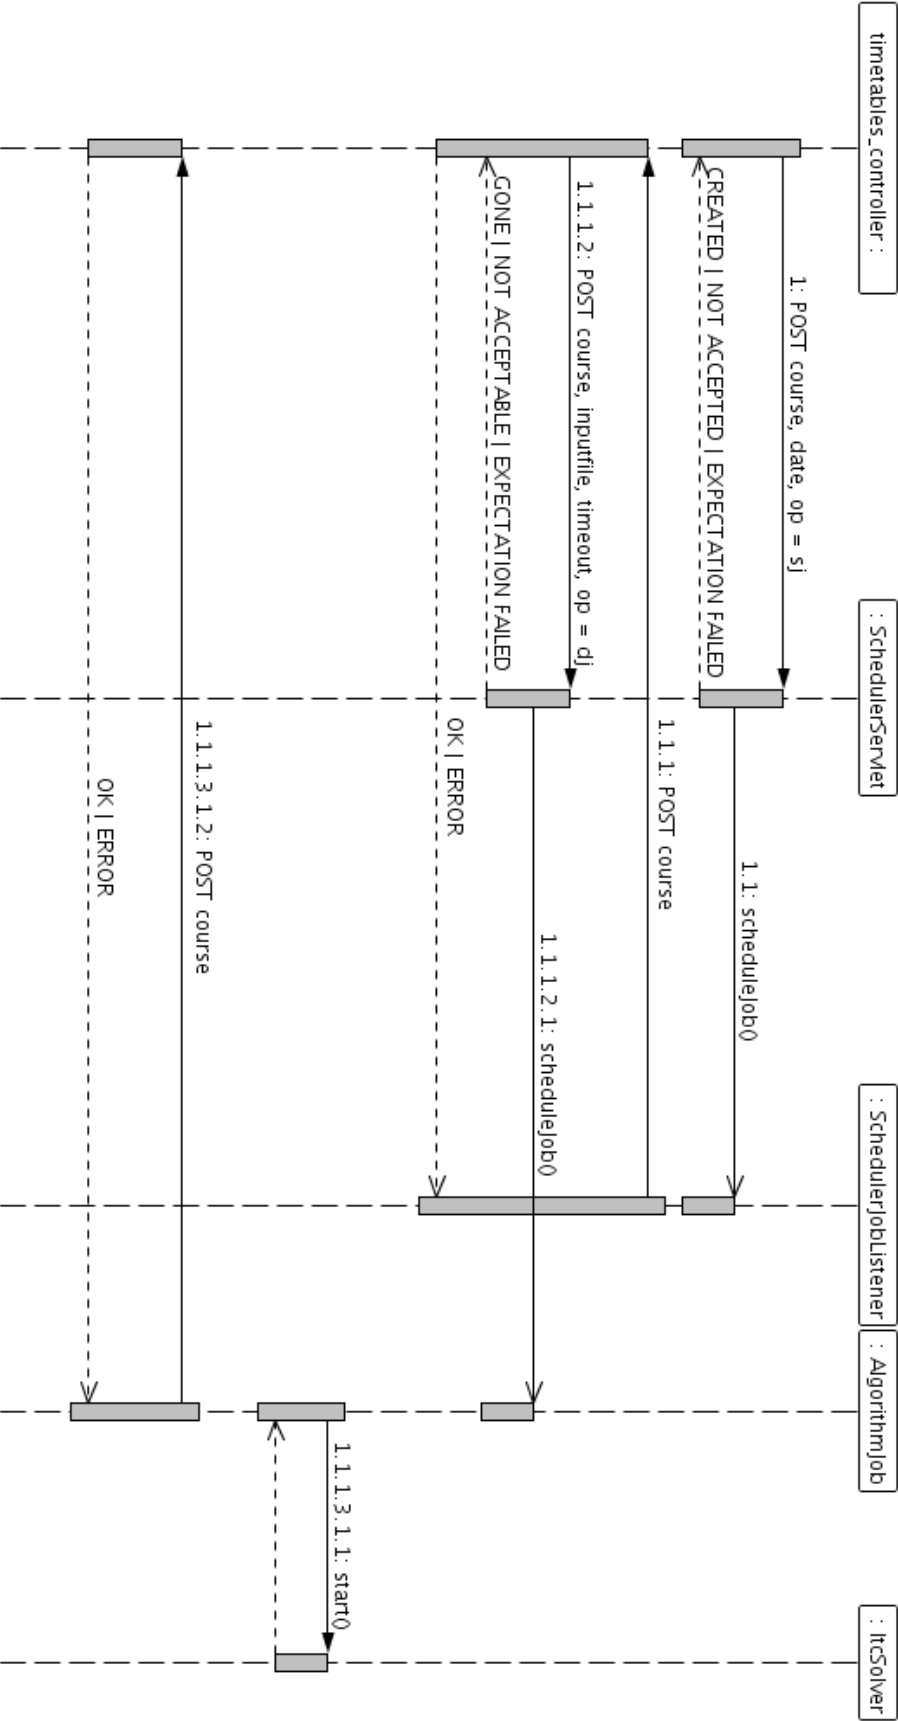 timetables_controller :
: SchedulerServlet
: SchedulerJobListener
: AlgorithmJob
: ItcSolver
1: POST course, date, op = sj
1.1: scheduleJob()
CREATED | NOT ACCEPTED | EXPECTATION FAILED
1.1.1: POST course
1.1.1.2: POST course, inputfile, timeout, op = dj
1.1.1.2.1: scheduleJob()
GONE | NOT ACCEPTABLE | EXPECTATION FAILED
OK | ERROR
1.1.1.3.1.1: start()
1.1.1.3.1.2: POST course
OK | ERROR